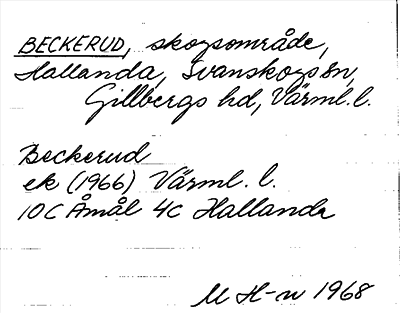 BECKERUD, skogsområde,
Hallanda, Svanskogs sn,
Gillbergs hd, Värml. l.
Beckerud
ek (1966) Värml. l.
10C Åmål 4c Hallanda
M H-n 1968